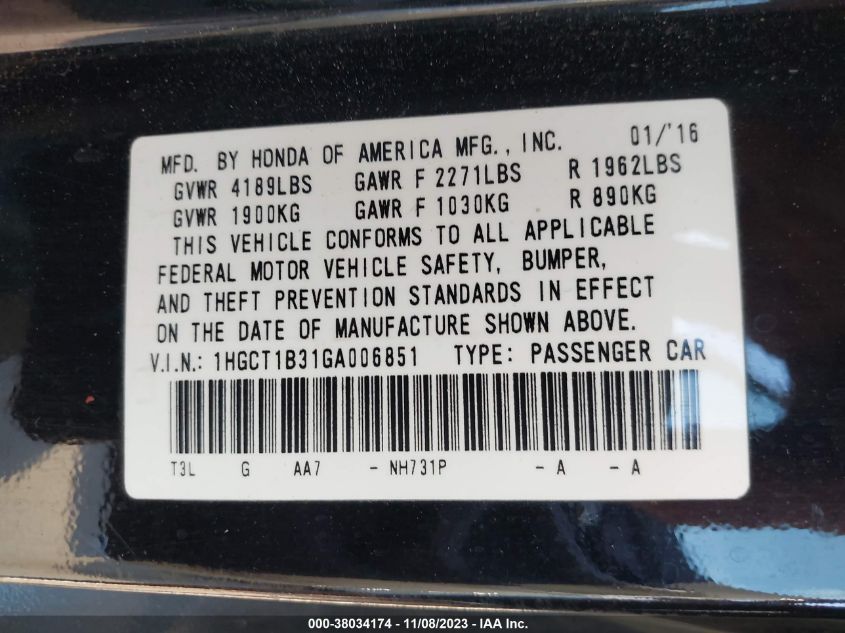 MFD. BY HONDA OF AMERICA MFG., INC. 01/'16
GVWR 4189LBS GAWR F 2271LBS R 1962LBS
GVWR 1900KG GAWR F 1030KG R 890KG
THIS VEHICLE CONFORMS TO ALL APPLICABLE
FEDERAL MOTOR VEHICLE SAFETY, BUMPER,
AND THEFT PREVENTION STANDARDS IN EFFECT
ON THE DATE OF MANUFACTURE SHOWN ABOVE.
V.I.N.: 1HGCT1B31GA006851 TYPE: PASSENGER CAR
T3L G AA7 - NH731P - A - A
000-38034174 - 11/08/2023 - IAA Inc.